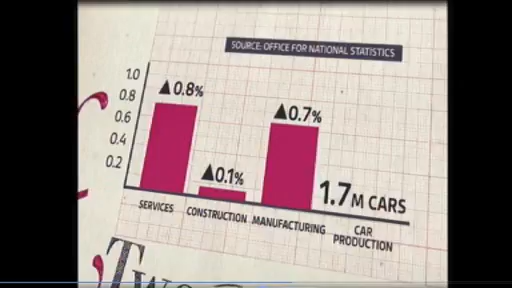 SOURCE: OFFICE FOR NATIONAL STATISTICS
1.0
0.8
0.6
0.4
0.2
▲0.8%
▲0.1%
▲0.7%
1.7M CARS
SERVICES
CONSTRUCTION
MANUFACTURING
CAR
PRODUCTION